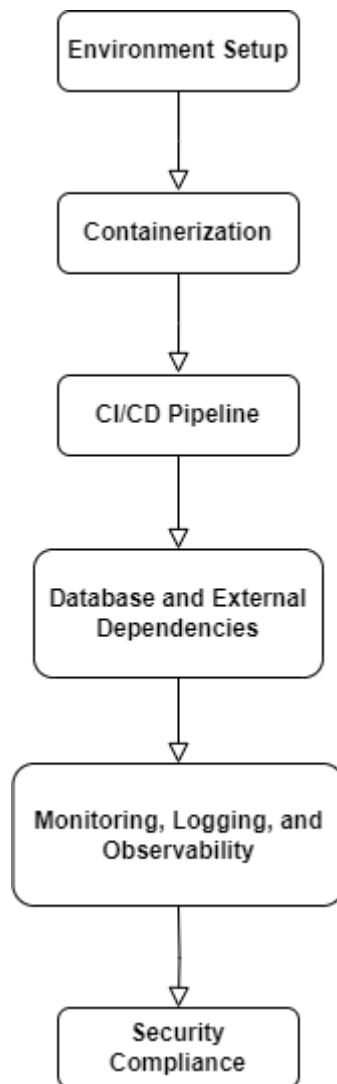 Environment Setup
Containerization
CI/CD Pipeline
Database and External
Dependencies
Monitoring, Logging, and
Observability
Security
Compliance